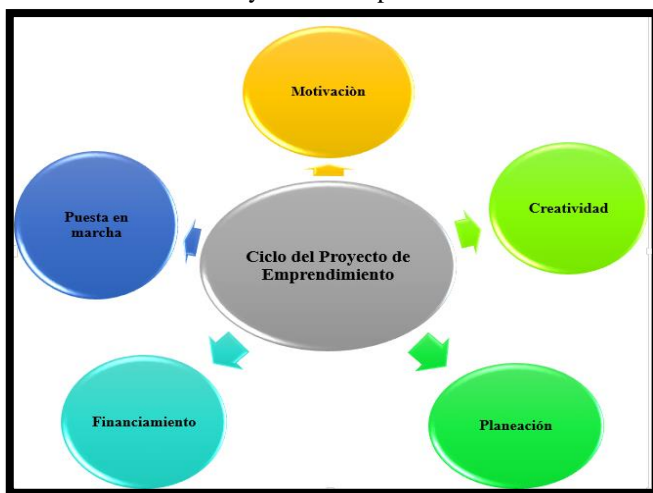 Motivaciòn
Creatividad
Puesta en
marcha
Ciclo del Proyecto de
Emprendimiento
Financiamiento
Planeación